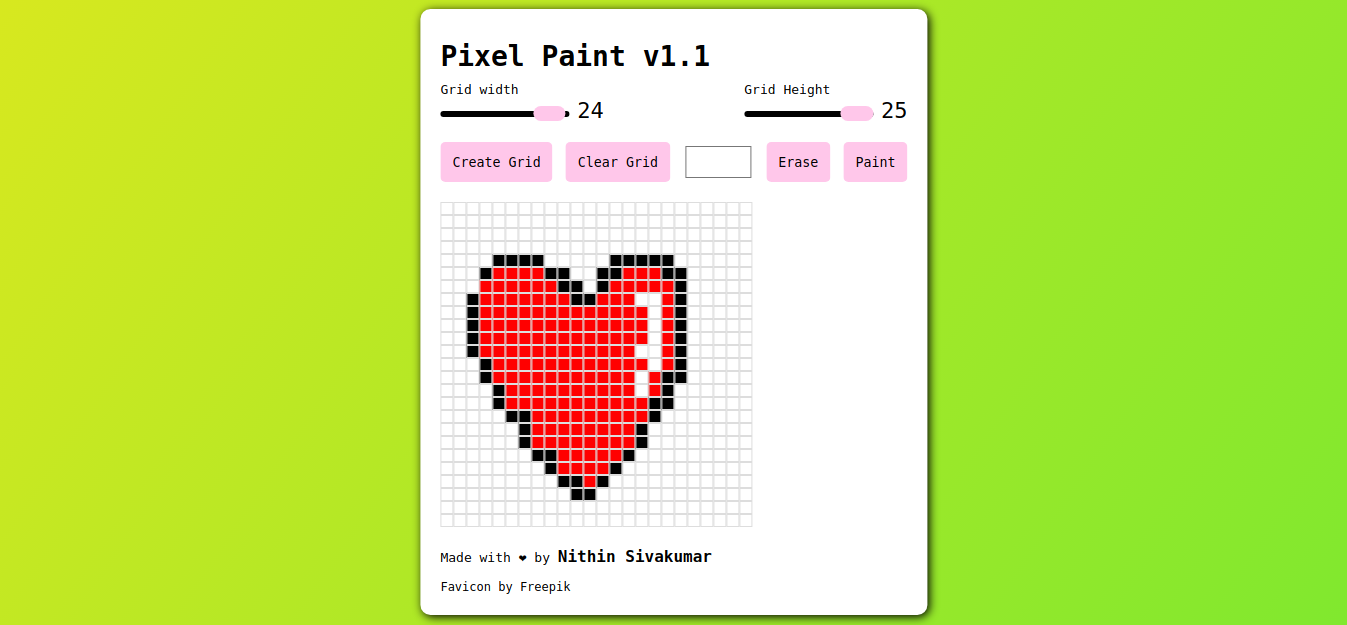 Pixel Paint v1.1
Grid width
24
Grid Height
25
Create Grid
Clear Grid
Erase
Paint
Made with ❤ by Nithin Sivakumar
Favicon by Freepik